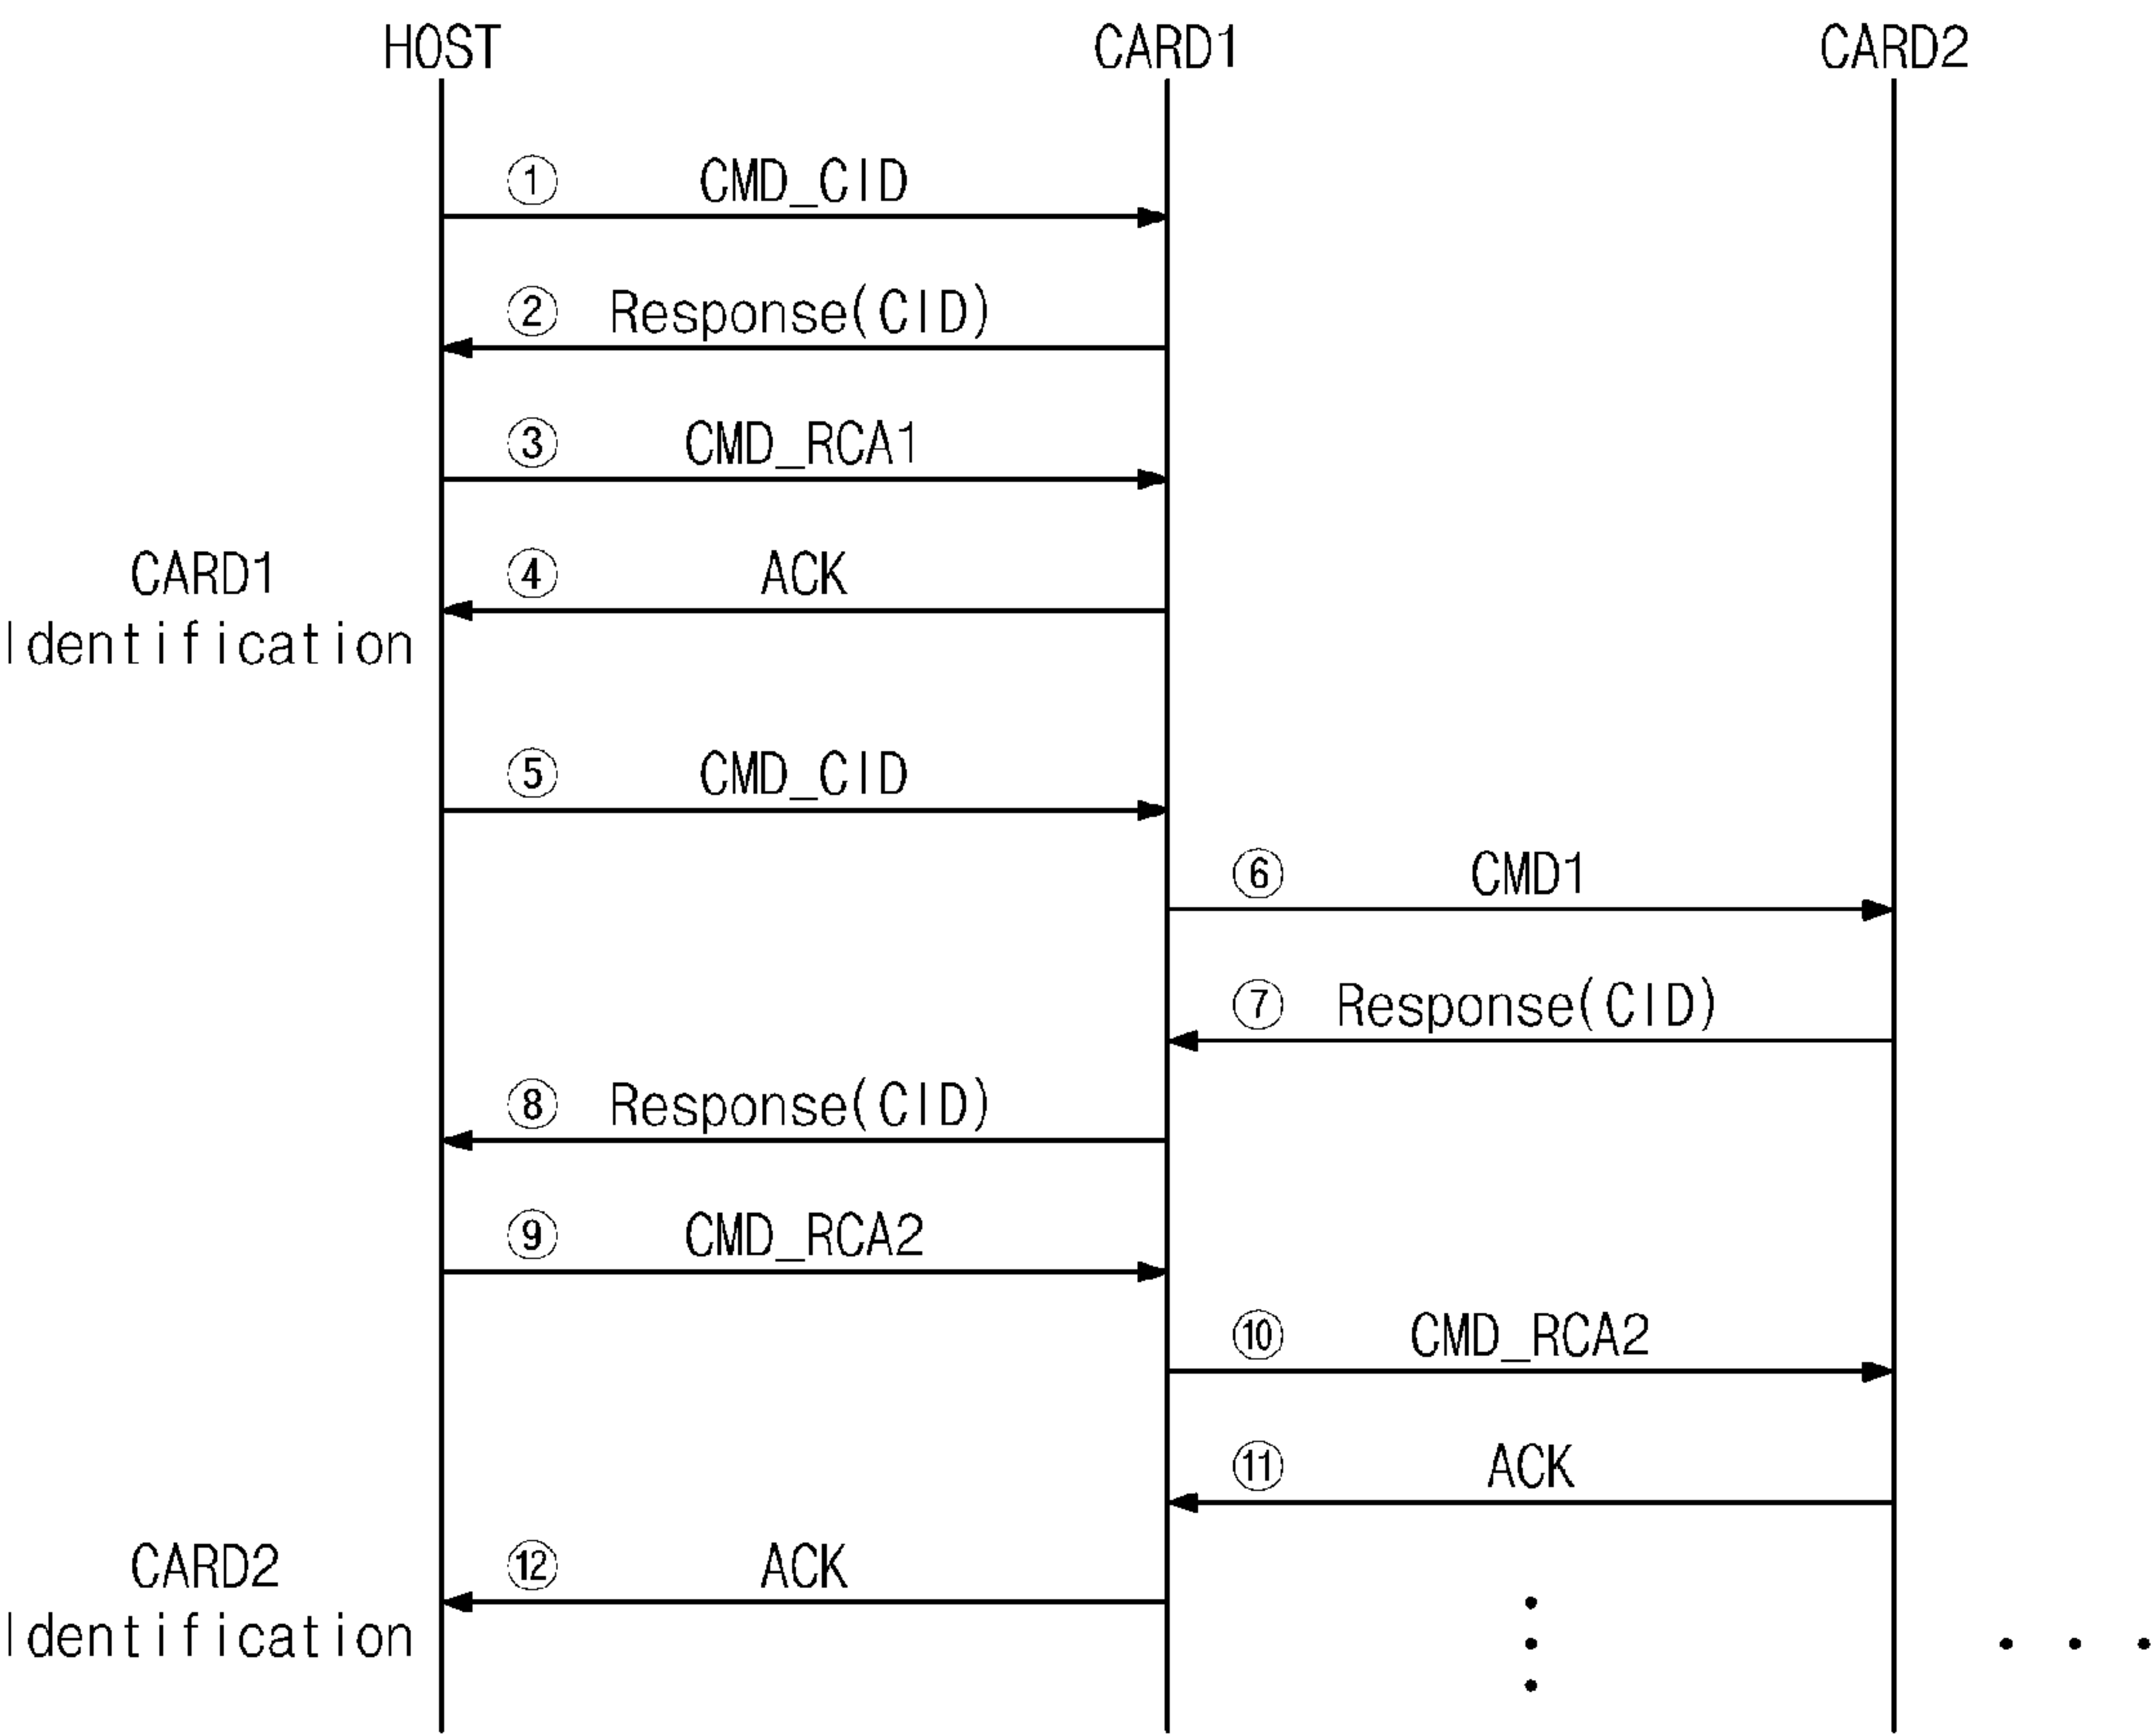 HOST CARD1 CARD2
① CMD_CID
② Response(CID)
③ CMD_RCA1
CARD1
Identification
④ ACK
⑤ CMD_CID
⑥ CMD1
⑦ Response(CID)
⑧ Response(CID)
⑨ CMD_RCA2
⑩ CMD_RCA2
⑪ ACK
CARD2
Identification
⑫ ACK